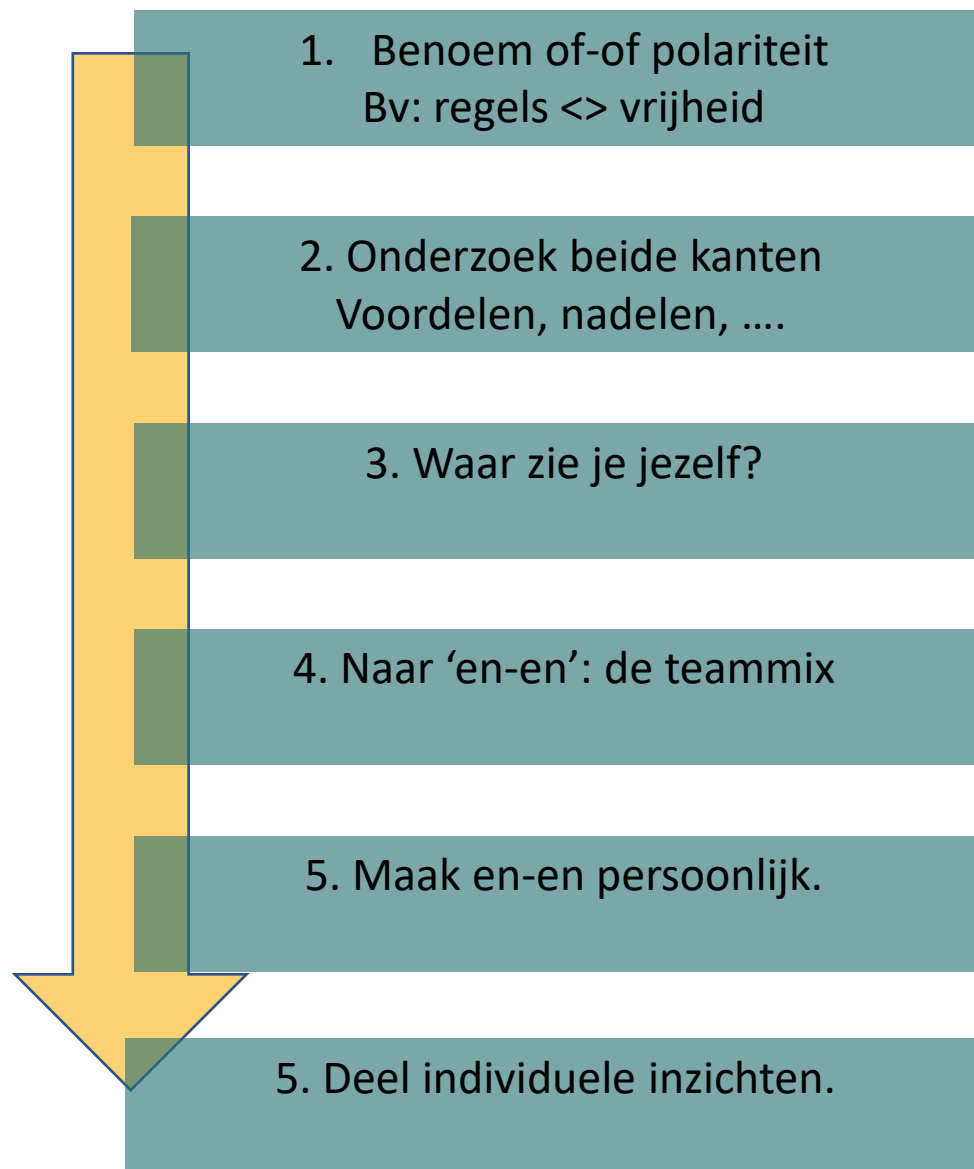 1. Benoem of-of polariteit
Bv: regels <> vrijheid
2. Onderzoek beide kanten
Voordelen, nadelen, ….
3. Waar zie je jezelf?
4. Naar ‘en-en’: de teammix
5. Maak en-en persoonlijk.
5. Deel individuele inzichten.